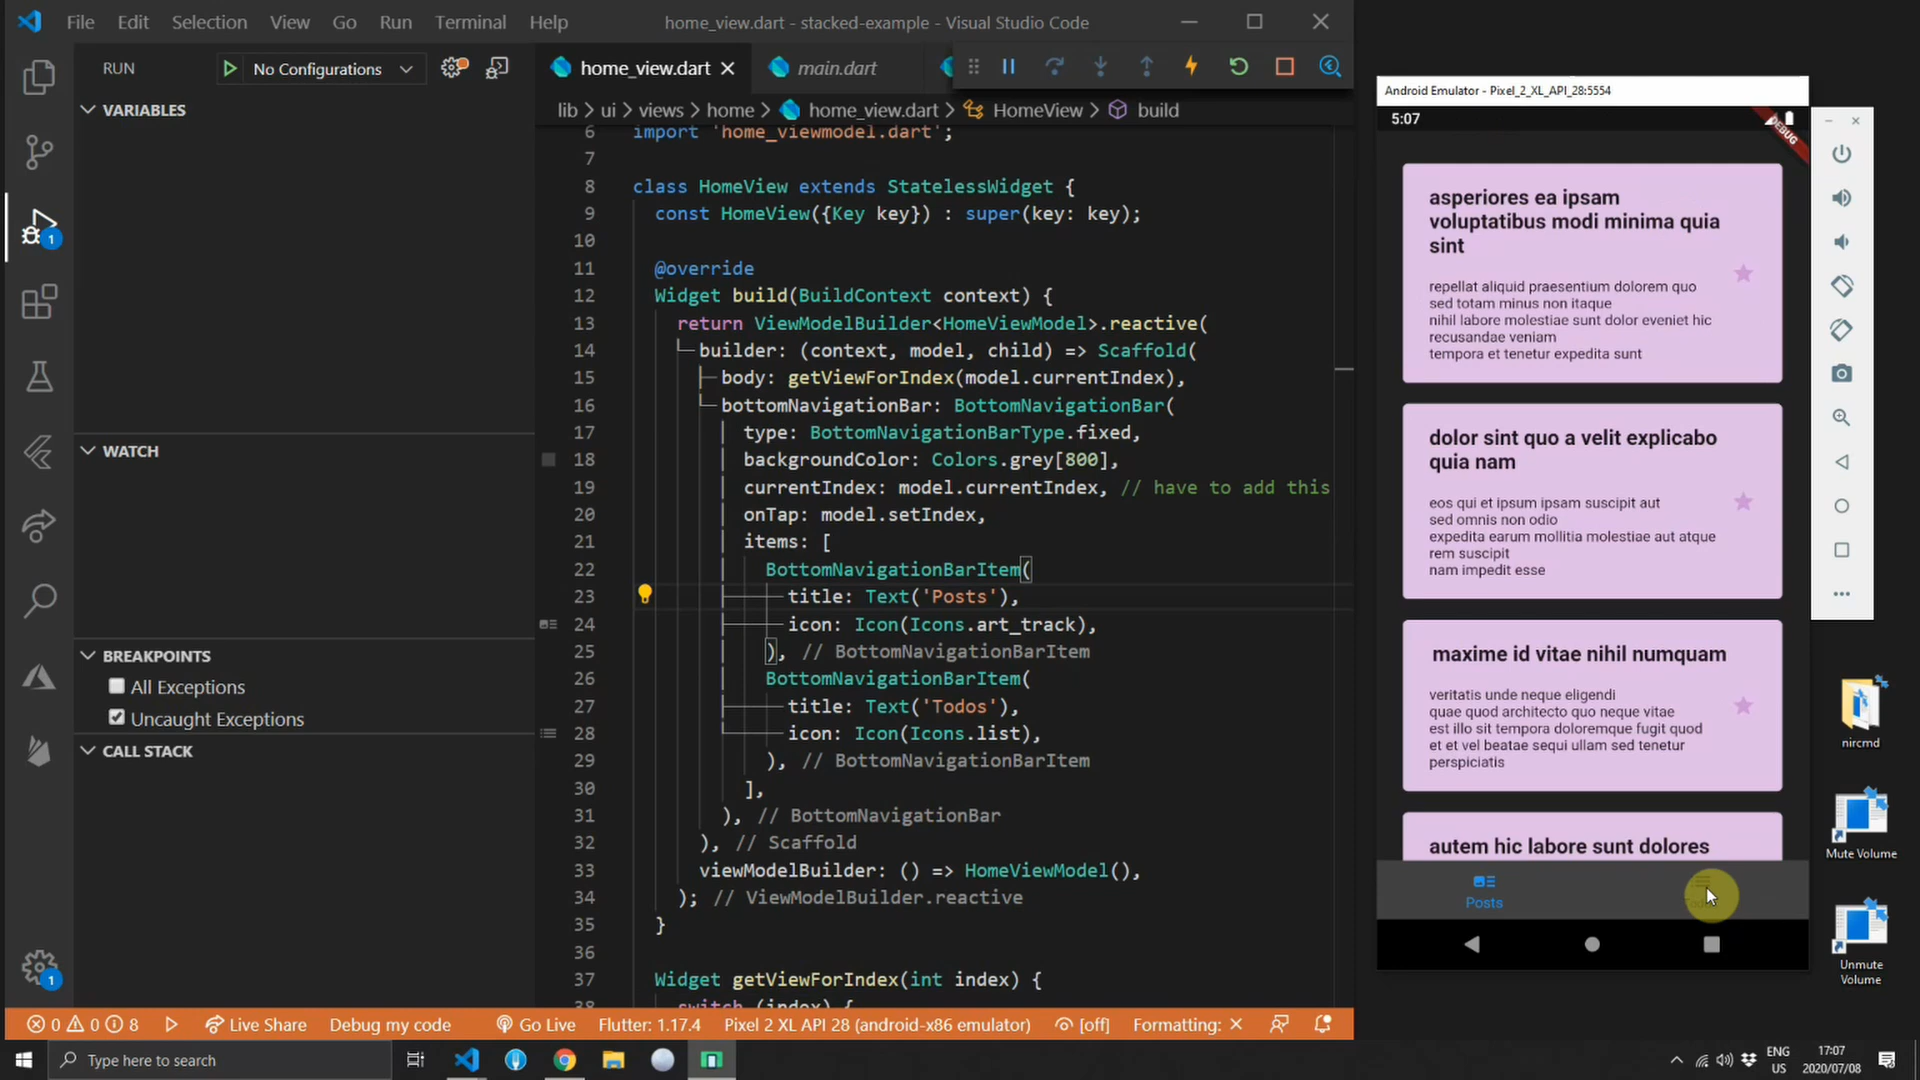 File Edit Selection View Go Run Terminal Help
home_view.dart - stacked-example - Visual Studio Code
RUN
No Configurations
home_view.dart
main.dart
VARIABLES
WATCH
BREAKPOINTS
All Exceptions
Uncaught Exceptions
CALL STACK
1
1
lib > ui > views > home > home_view.dart > HomeView > build
6 import 'home_viewmodel.dart';
7
8 class HomeView extends StatelessWidget {
9 const HomeView({Key key}) : super(key: key);
10
11 @override
12 Widget build(BuildContext context) {
13 return ViewModelBuilder<HomeViewModel>.reactive(
14 builder: (context, model, child) => Scaffold(
15 body: getViewForIndex(model.currentIndex),
16 bottomNavigationBar: BottomNavigationBar(
17 type: BottomNavigationBarType.fixed,
18 backgroundColor: Colors.grey[800],
19 currentIndex: model.currentIndex, // have to add this
20 onTap: model.setIndex,
21 items: [
22 BottomNavigationBarItem(
23 title: Text('Posts'),
24 icon: Icon(Icons.art_track),
25 ), // BottomNavigationBarItem
26 BottomNavigationBarItem(
27 title: Text('Todos'),
28 icon: Icon(Icons.list),
29 ), // BottomNavigationBarItem
30 ],
31 ), // BottomNavigationBar
32 ), // Scaffold
33 viewModelBuilder: () => HomeViewModel(),
34 ); // ViewModelBuilder.reactive
35 }
36
37 Widget getViewForIndex(int index) {
38 switch (index) {
0 0 8 Live Share Debug my code Go Live Flutter: 1.17.4 Pixel 2 XL API 28 (android-x86 emulator) [off] Formatting: ×
Android Emulator - Pixel_2_XL_API_28:5554
5:07
DEBUG
asperiores ea ipsam
voluptatibus modi minima quia
sint
repellat aliquid praesentium dolorem quo
sed totam minus non itaque
nihil labore molestiae sunt dolor eveniet hic
recusandae veniam
tempora et tenetur expedita sunt
dolor sint quo a velit explicabo
quia nam
eos qui et ipsum ipsam suscipit aut
sed omnis non odio
expedita earum mollitia molestiae aut atque
rem suscipit
nam impedit esse
maxime id vitae nihil numquam
veritatis unde neque eligendi
quae quod architecto quo neque vitae
est illo sit tempora doloremque fugit quod
et et vel beatae sequi ullam sed tenetur
perspiciatis
autem hic labore sunt dolores
Posts
nircmd
Mute Volume
Unmute
Volume
Type here to search
ENG
US
17:07
2020/07/08